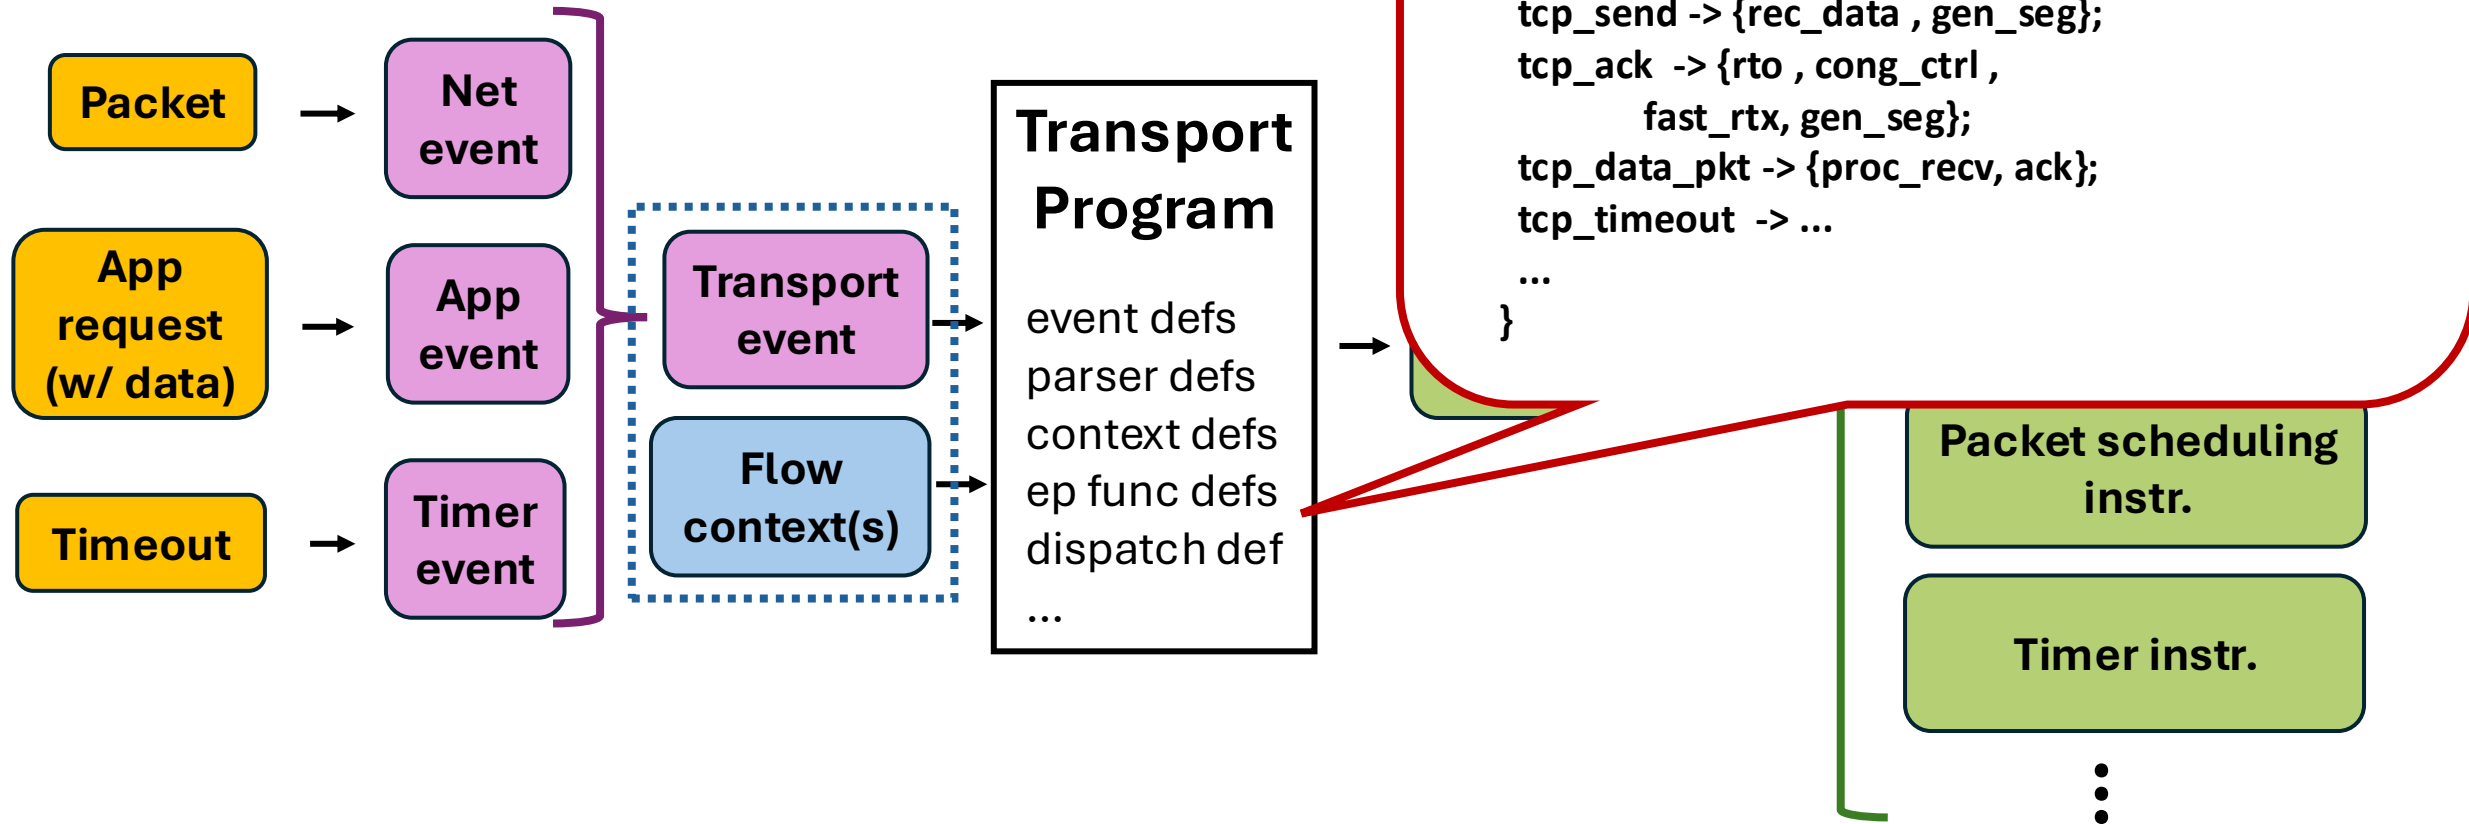 Packet
App
request
(w/ data)
Timeout
Net
event
App
event
Timer
event
Transport
event
Flow
context(s)
Transport
Program
event defs
parser defs
context defs
ep func defs
dispatch def
...
tcp_send -> {rec_data , gen_seg};
tcp_ack -> {rto , cong_ctrl ,
fast_rtx, gen_seg};
tcp_data_pkt -> {proc_recv, ack};
tcp_timeout -> ...
...
}
Packet scheduling
instr.
Timer instr.